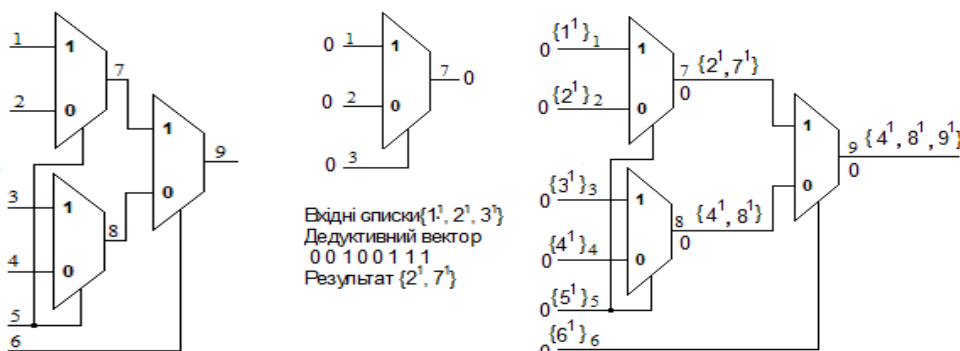 1
1
2
0
7
1
9
0
3
1
8
4
0
5
6
0 1
1
7 0
0 2
0
0 3
Вхідні списки{1¹, 2¹, 3¹}
Дедуктивний вектор
0 0 1 0 0 1 1 1
Результат {2¹, 7¹}
0 {1¹} 1
1
7 {2¹, 7¹}
0
0 {2¹} 2
0
1
9 {4¹, 8¹, 9¹}
0
0
0 {3¹} 3
1
8 {4¹, 8¹}
0
0 {4¹} 4
0
0 {5¹} 5
0 {6¹} 6